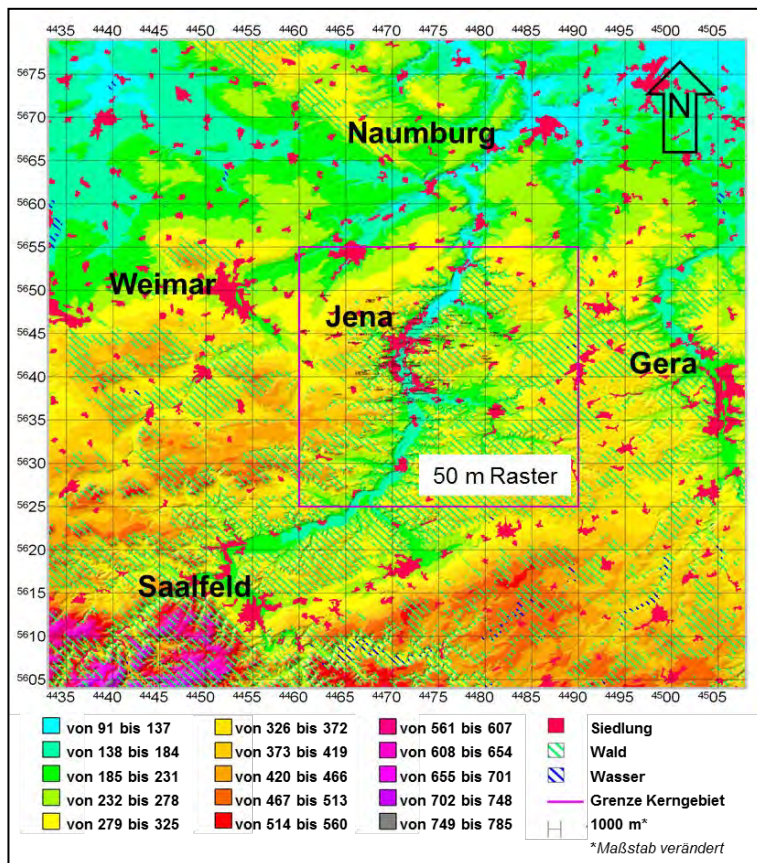 4435 4440 4445 4450 4455 4460 4465 4470 4475 4480 4485 4490 4495 4500 4505
5675
N
5670
Naumburg
5665
5660
5655
Weimar
5650
Jena
5645
Gera
5640
5635
5630
50 m Raster
5625
5620
Saalfeld
5615
5610
5605
4435 4440 4445 4450 4455 4460 4465 4470 4475 4480 4485 4490 4495 4500 4505
von 91 bis 137
von 138 bis 184
von 185 bis 231
von 232 bis 278
von 279 bis 325
von 326 bis 372
von 373 bis 419
von 420 bis 466
von 467 bis 513
von 514 bis 560
von 561 bis 607
von 608 bis 654
von 655 bis 701
von 702 bis 748
von 749 bis 785
Siedlung
Wald
Wasser
Grenze Kerngebiet
1000 m*
*Maßstab verändert